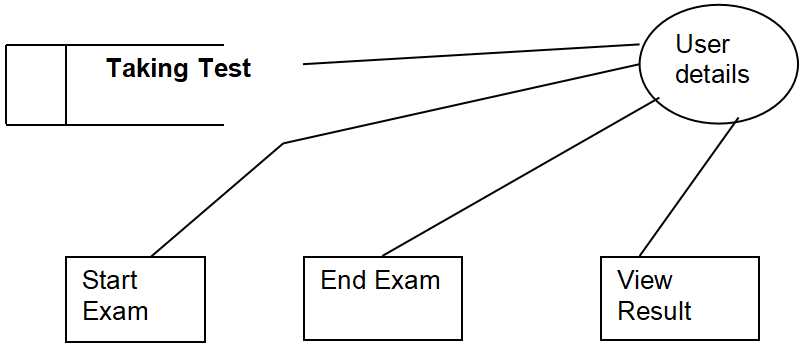 Taking Test
User
details
Start
Exam
End Exam
View
Result